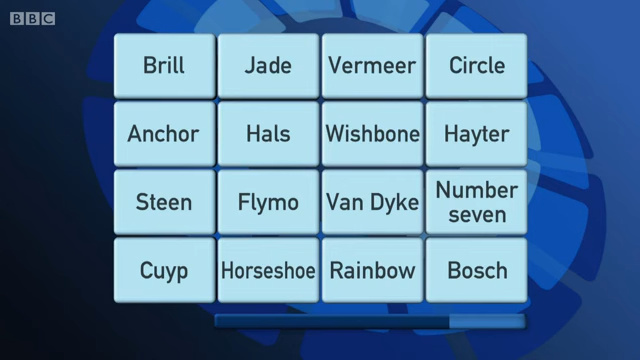 BBC
Brill
Jade
Vermeer
Circle
Anchor
Hals
Wishbone
Hayter
Steen
Flymo
Van Dyke
Number
seven
Cuyp
Horseshoe
Rainbow
Bosch